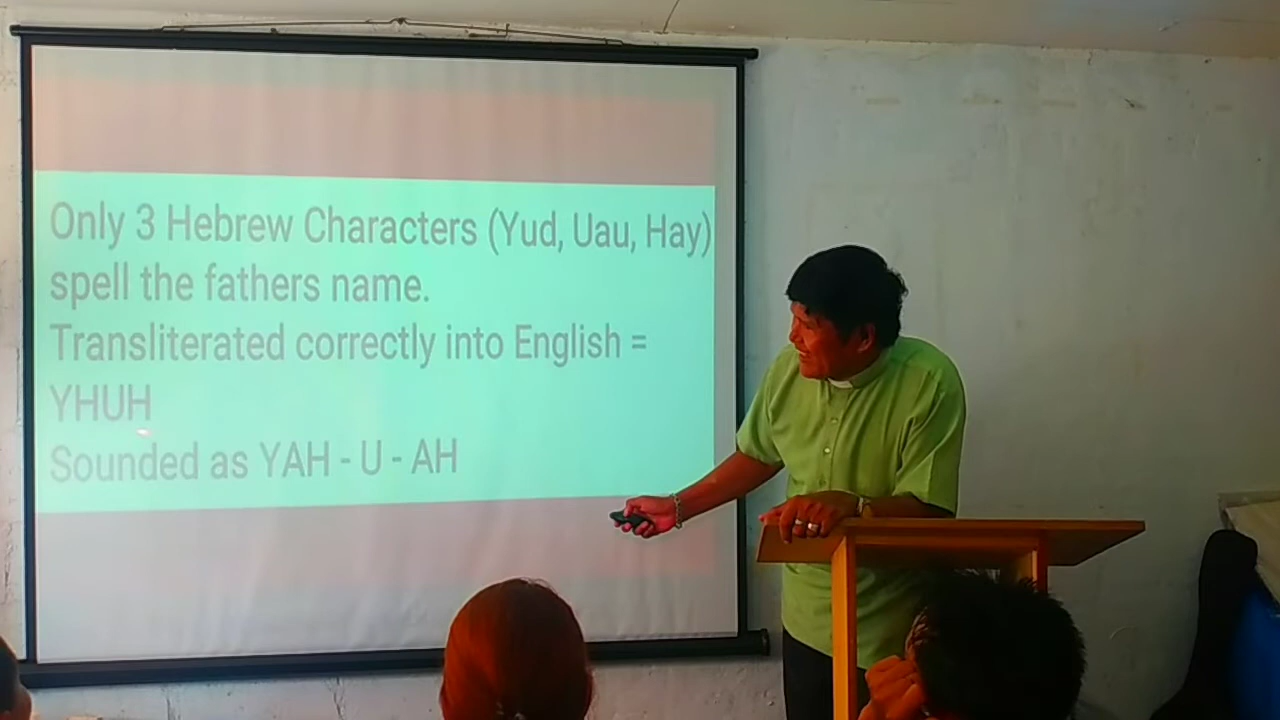 Only 3 Hebrew Characters (Yud, Uau, Hay)
spell the fathers name.
Transliterated correctly into English =
YHUH
Sounded as YAH - U - AH